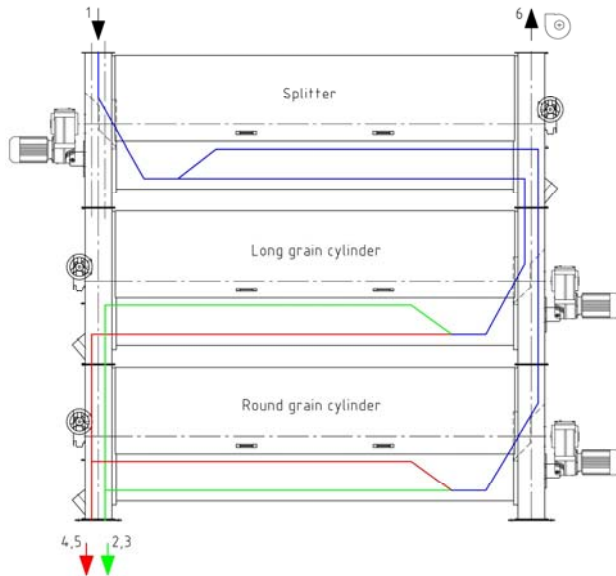 1
6
Splitter
Long grain cylinder
Round grain cylinder
4,5
2,3